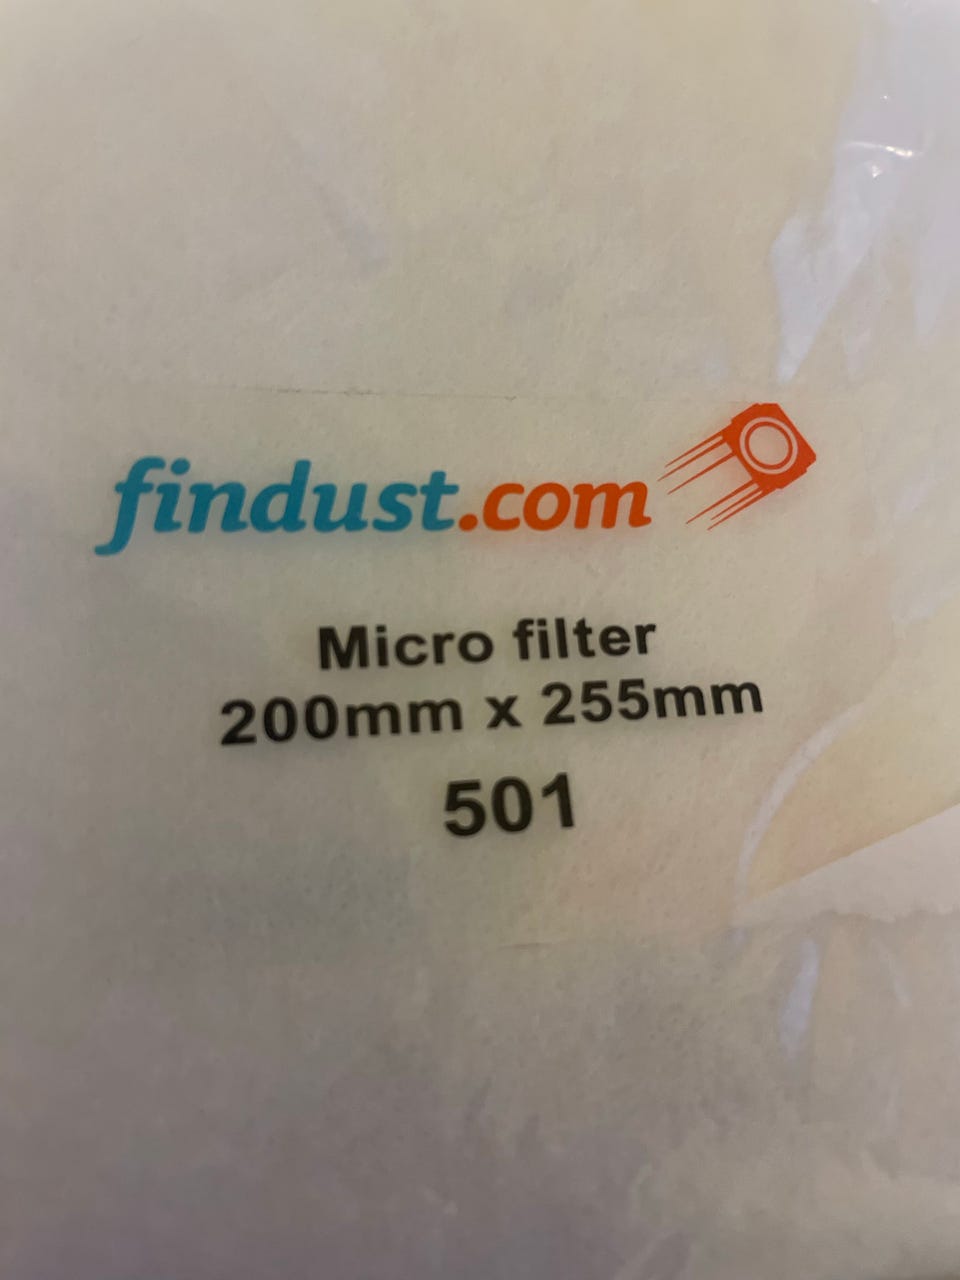 findust.com
Micro filter
200mm x 255mm
501